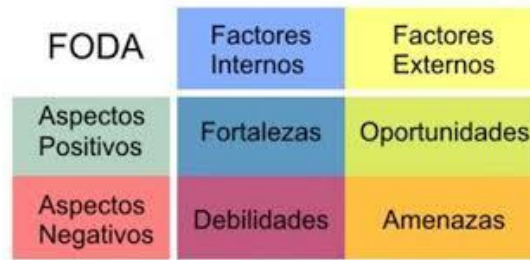 FODA
Factores
Internos
Factores
Externos
Aspectos
Positivos
Fortalezas
Oportunidades
Aspectos
Negativos
Debilidades
Amenazas